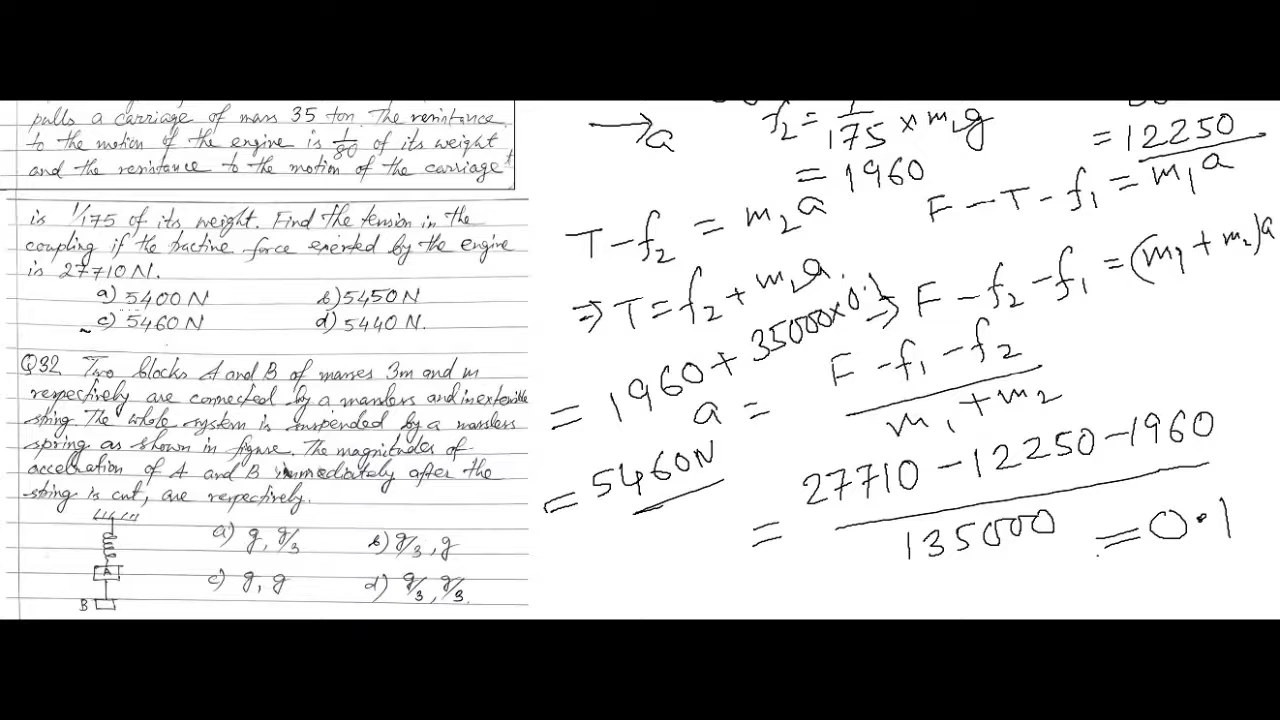 pulls a carriage of mass 35 ton. The resistance
to the motion of the engine is 1/80 of its weight
and the resistance to the motion of the carriage
is 1/175 of its weight. Find the tension in the
coupling if the tractive force exerted by the engine
is 27710 N.
a) 5400 N b) 5450 N
c) 5460 N d) 5440 N.
Q32 Two blocks A and B of masses 3m and m
respectively are connected by a massless and inextensible
string. The whole system is suspended by a massless
spring as shown in figure. The magnitudes of
acceleration of A and B immediately after the
string is cut, are respectively.
a) g, g/3 b) g/3, g
c) g, g d) g/3, g/3.
A
B
→a
f₂ = 1/175 × m₂g
= 1960
= 12250
T - f₂ = m₂a
F - T - f₁ = m₁a
⇒ T = f₂ + m₂a
⇒ F - f₂ - f₁ = (m₁ + m₂)a
= 1960 + 35000×0.1
= 5460N
a = F - f₁ - f₂ / m₁ + m₂
= 27710 - 12250 - 1960 / 135000 = 0.1